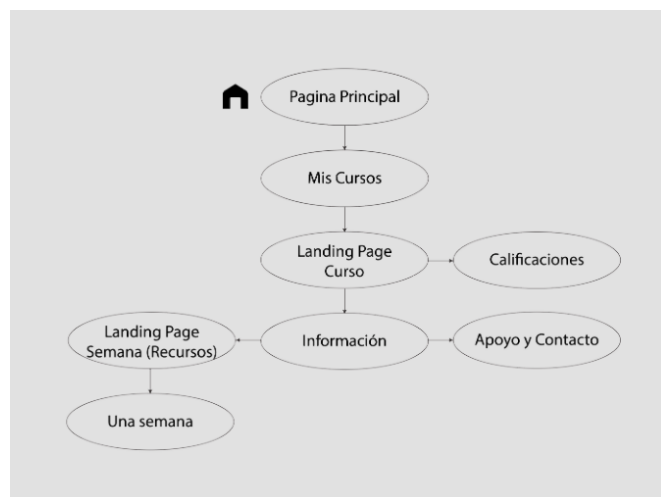 Pagina Principal
Mis Cursos
Landing Page
Curso
Calificaciones
Landing Page
Semana (Recursos)
Información
Apoyo y Contacto
Una semana